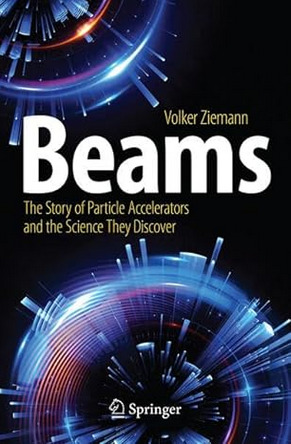 Volker Ziemann
Beams
The Story of Particle Accelerators
and the Science They Discover
Springer